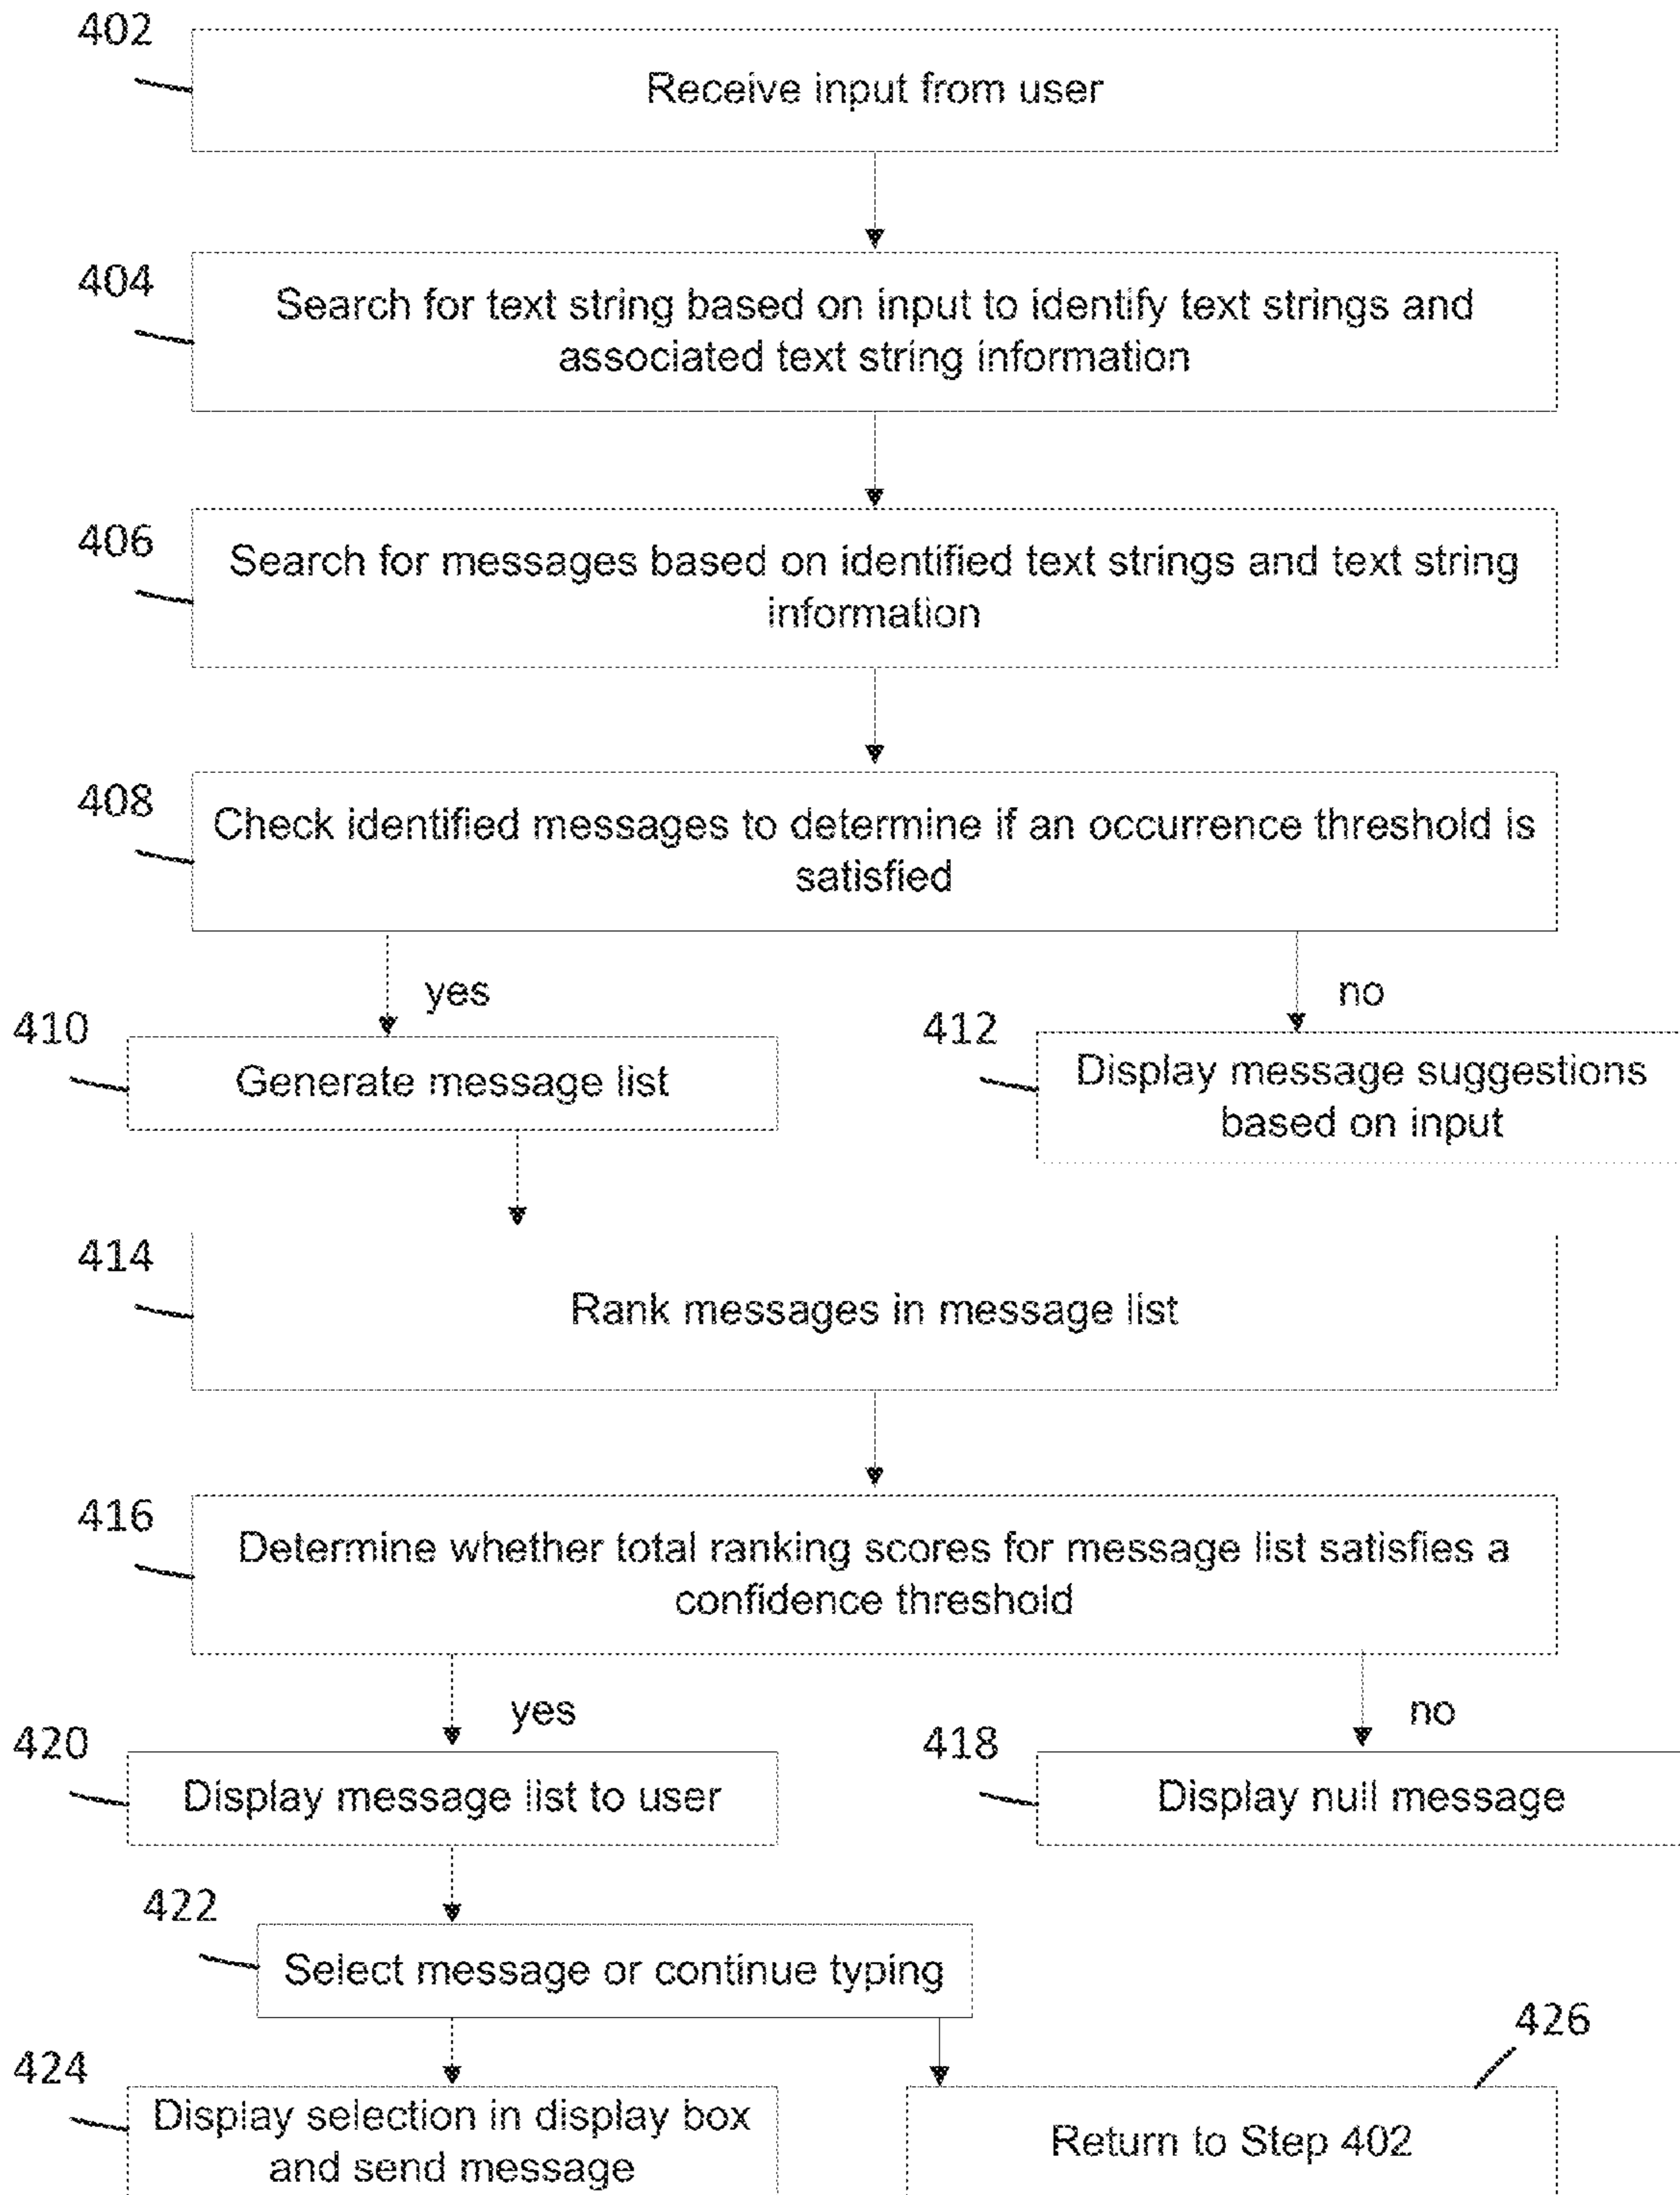 402
Receive input from user
404
Search for text string based on input to identify text strings and
associated text string information
406
Search for messages based on identified text strings and text string
information
408
Check identified messages to determine if an occurrence threshold is
satisfied
yes
no
410
Generate message list
412
Display message suggestions
based on input
414
Rank messages in message list
416
Determine whether total ranking scores for message list satisfies a
confidence threshold
yes
no
420
Display message list to user
418
Display null message
422
Select message or continue typing
424
Display selection in display box
and send message
426
Return to Step 402